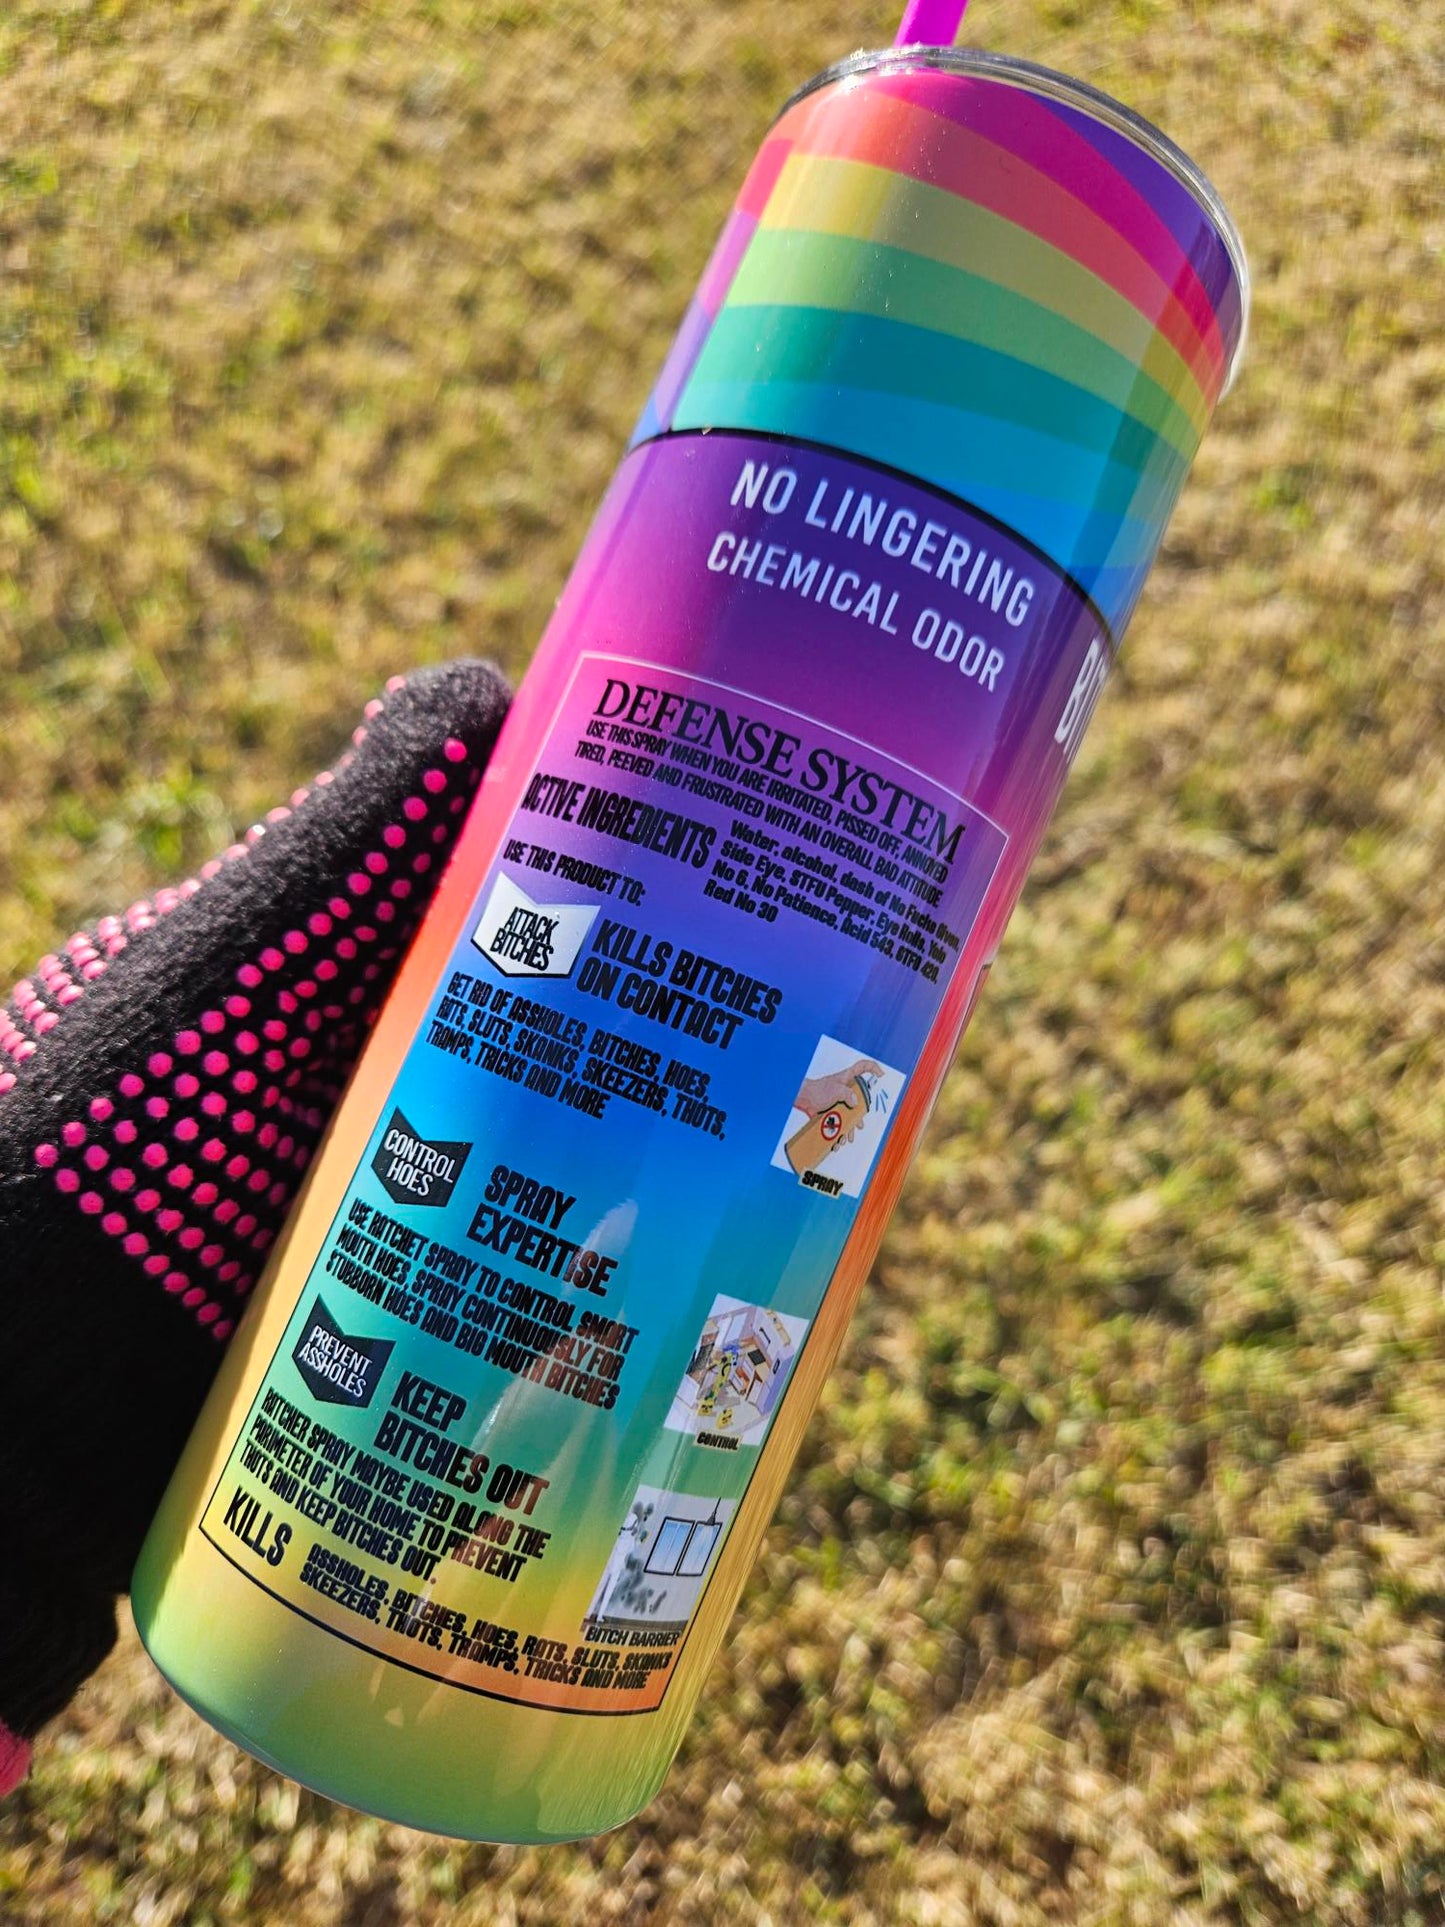 NO LINGERING
CHEMICAL ODOR
DEFENSE SYSTEM
USE THIS SPRAY WHEN YOU ARE IRRITATED, PISSED OFF, ANNOYED
TIRED, PEEVED AND FRUSTRATED WITH AN OVERALL BAD ATTITUDE
ACTIVE INGREDIENTS
Water, alcohol, dash of No Fucks Given,
Side Eye, STFU Pepper, Eye Rolls, Yolo
No 6, No Patience, Acid 543, GTFO 420,
Red No 30
USE THIS PRODUCT TO:
ATTACK
BITCHES
KILLS BITCHES
ON CONTACT
GET RID OF ASSHOLES, BITCHES, HOES,
RATS, SLUTS, SKANKS, SKEEZERS, THOTS,
TRAMPS, TRICKS AND MORE
SPRAY
CONTROL
HOES
SPRAY
EXPERTISE
USE RATCHET SPRAY TO CONTROL SMART
MOUTH HOES, SPRAY CONTINUOUSLY FOR
STUBBORN HOES AND BIG MOUTH BITCHES
CONTROL
PREVENT
ASSHOLES
KEEP
BITCHES OUT
RATCHER SPRAY MAYBE USED ALONG THE
PARMETER OF YOUR HOME TO PREVENT
THOTS AND KEEP BITCHES OUT.
BITCH BARRIER
KILLS
ASSHOLES, BITCHES, HOES, RATS, SLUTS, SKANKS
SKEEZERS, THOTS, TRAMPS, TRICKS AND MORE